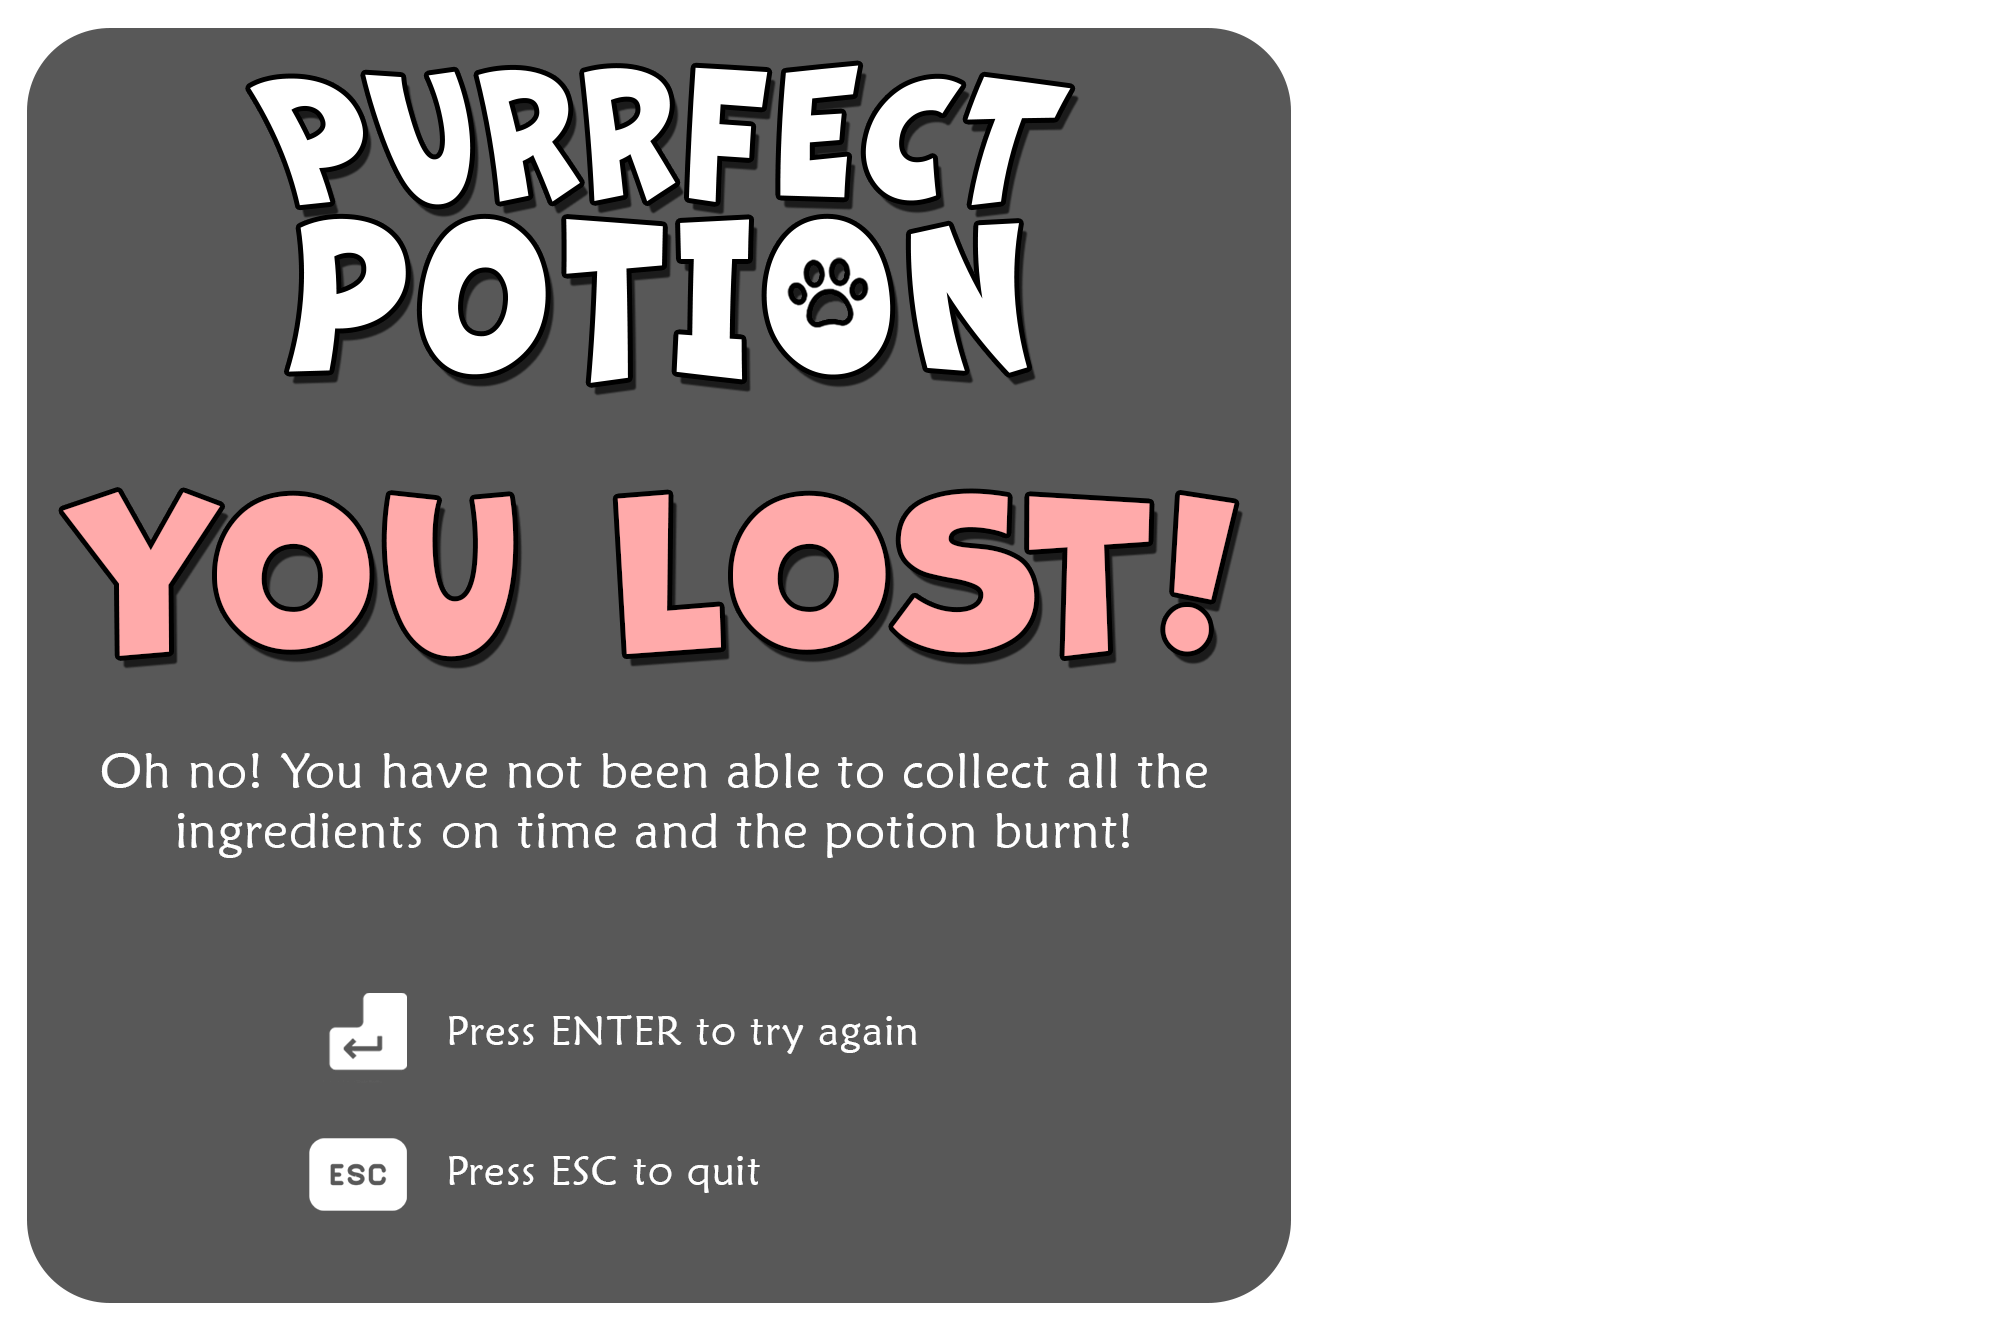 PURRFECT
POTION
YOU LOST!
Oh no! You have not been able to collect all the
ingredients on time and the potion burnt!
Press ENTER to try again
ESC Press ESC to quit